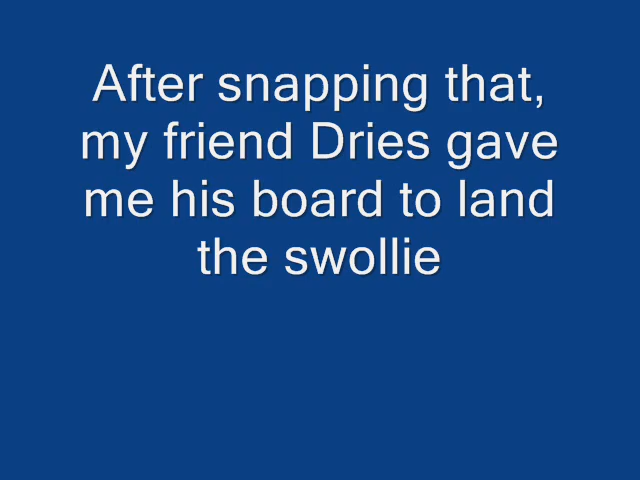 After snapping that,
my friend Dries gave
me his board to land
the swollie